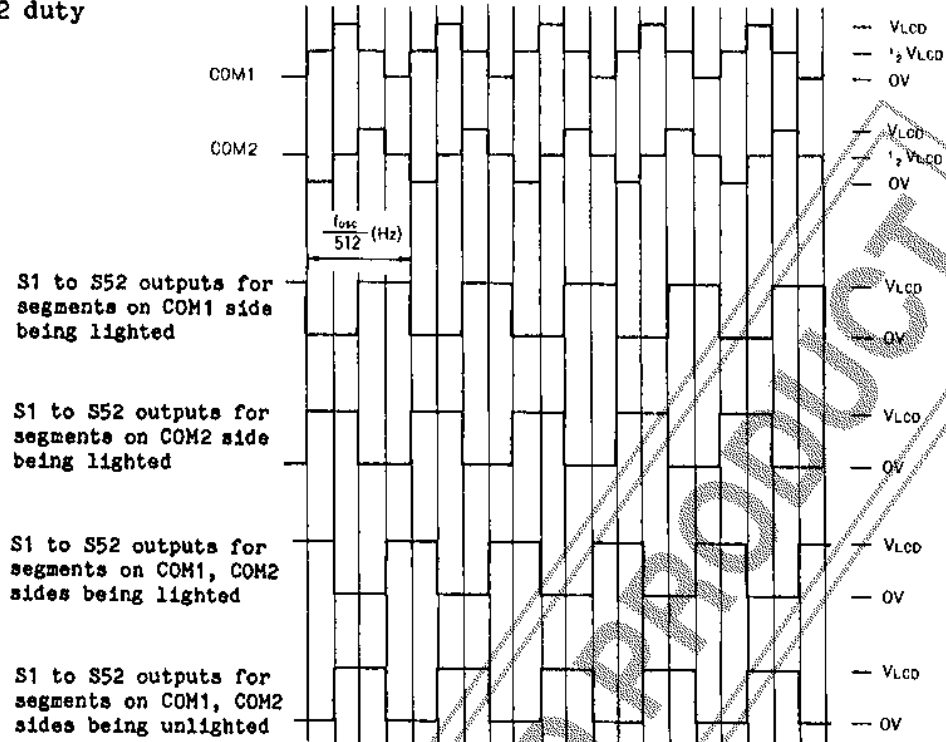 2 duty
VLCD
COM1
1/2 VLCD
0V
VLCD
COM2
1/2 VLCD
0V
fosc
512 (Hz)
S1 to S52 outputs for
segments on COM1 side
being lighted
VLCD
0V
S1 to S52 outputs for
segments on COM2 side
being lighted
VLCD
0V
S1 to S52 outputs for
segments on COM1, COM2
sides being lighted
VLCD
0V
S1 to S52 outputs for
segments on COM1, COM2
sides being unlighted
VLCD
0V
PRODUCT